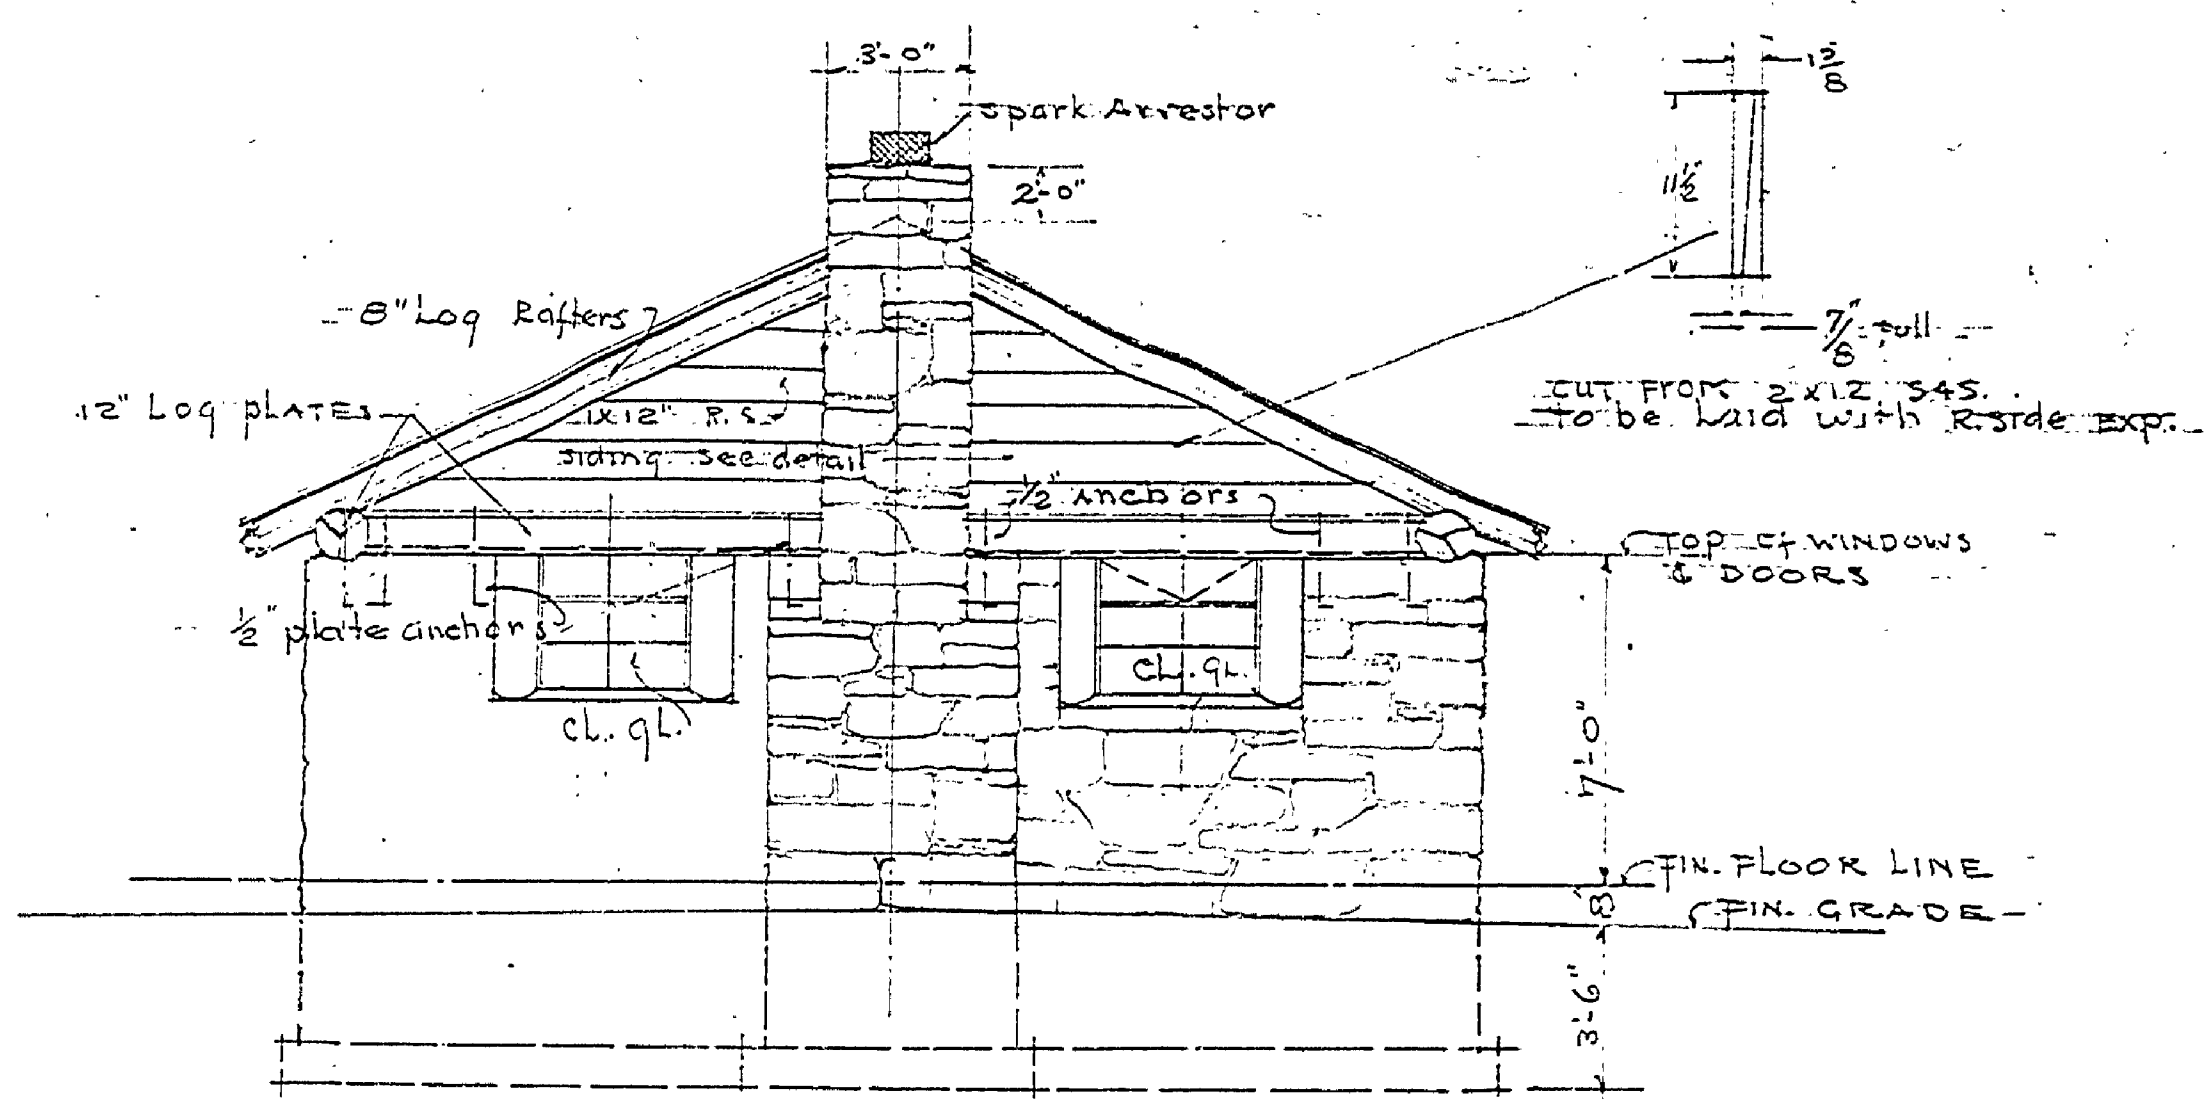 3'-0"
spark Arrestor
2'-0"
8" Log Rafters
12" Log PLATES
1x12" R.S.
siding see detail
1/2" Anchors
1/2" plate anchors
CL. GL.
CL. GL.
TOP of WINDOWS
& DOORS
7'-0"
FIN. FLOOR LINE
8"
FIN. GRADE
3'-6"
11 1/2"
7/8" full
CUT FROM 2x12 S4S.
To be Laid with R.side EXP.